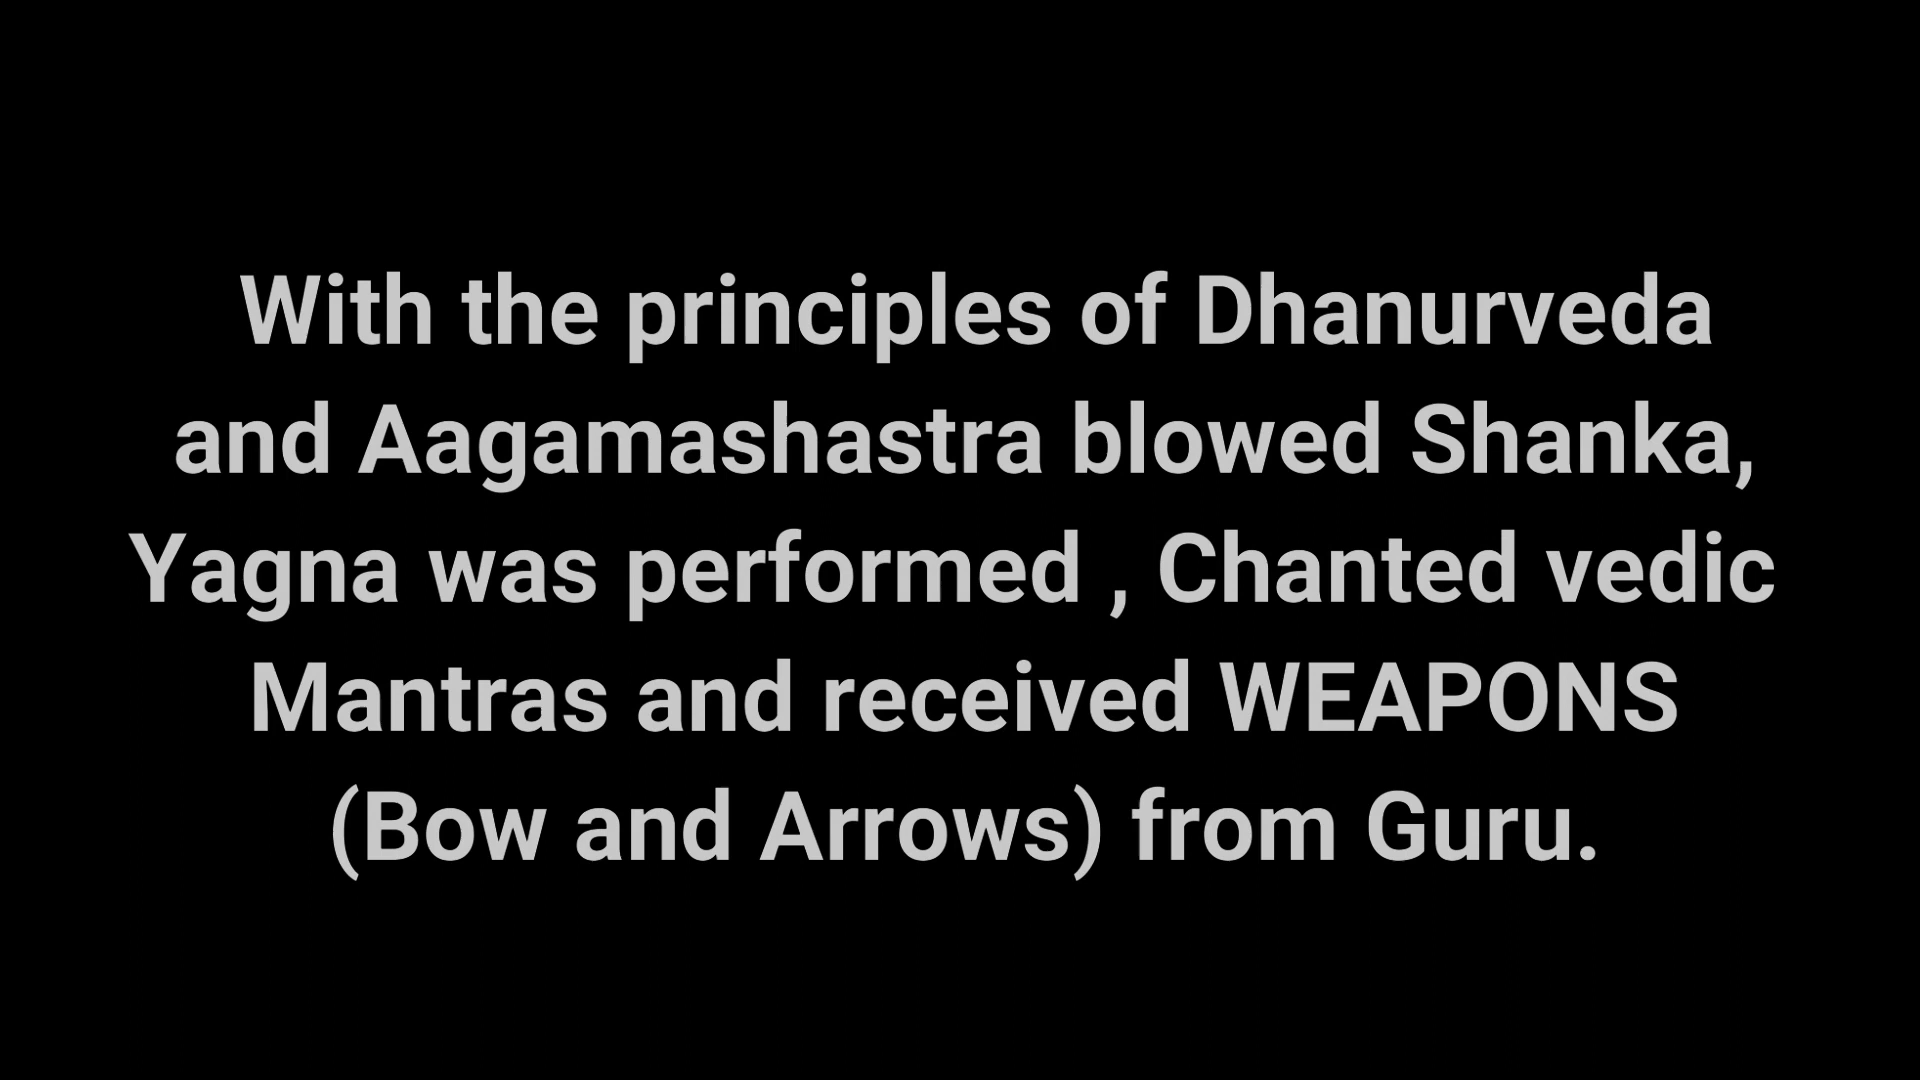 With the principles of Dhanurveda
and Aagamashastra blowed Shanka,
Yagna was performed , Chanted vedic
Mantras and received WEAPONS
(Bow and Arrows) from Guru.